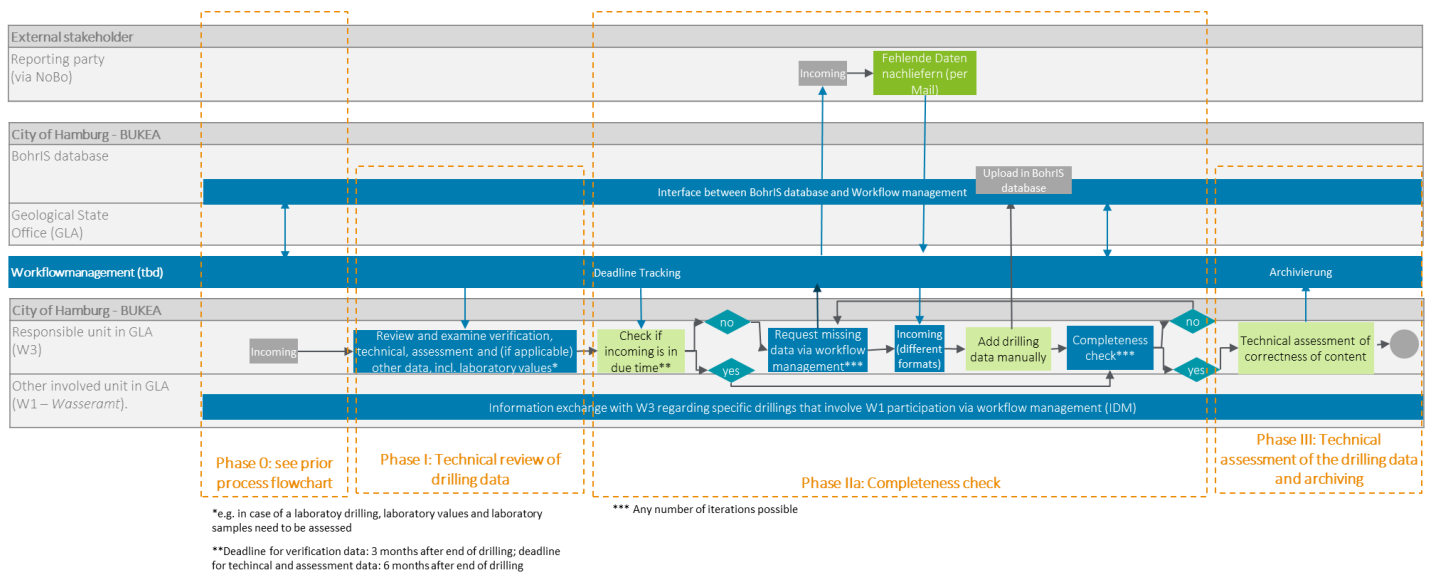 External stakeholder
Reporting party
(via NoBo)
Incoming
Fehlende Daten
nachliefern (per
Mail)
City of Hamburg - BUKEA
BohrIS database
Upload in BohrIS
database
Interface between BohrIS database and Workflow management
Geological State
Office (GLA)
Workflowmanagement (tbd)
Deadline Tracking
Archivierung
City of Hamburg - BUKEA
Responsible unit in GLA
(W3)
Incoming
Review and examine verification,
technical, assessment and (if applicable)
other data, incl. laboratory values*
Check if
incoming is in
due time**
no
yes
Request missing
data via workflow
management***
Incoming
(different
formats)
Add drilling
data manually
Completeness
check***
no
yes
Technical assessment of
correctness of content
Other involved unit in GLA
(W1 – Wasseramt).
Information exchange with W3 regarding specific drillings that involve W1 participation via workflow management (IDM)
Phase 0: see prior
process flowchart
Phase I: Technical review of
drilling data
Phase IIa: Completeness check
Phase III: Technical
assessment of the drilling data
and archiving
*e.g. in case of a laboratoy drilling, laboratory values and laboratory
samples need to be assessed
*** Any number of iterations possible
**Deadline for verification data: 3 months after end of drilling; deadline
for techincal and assessment data: 6 months after end of drilling